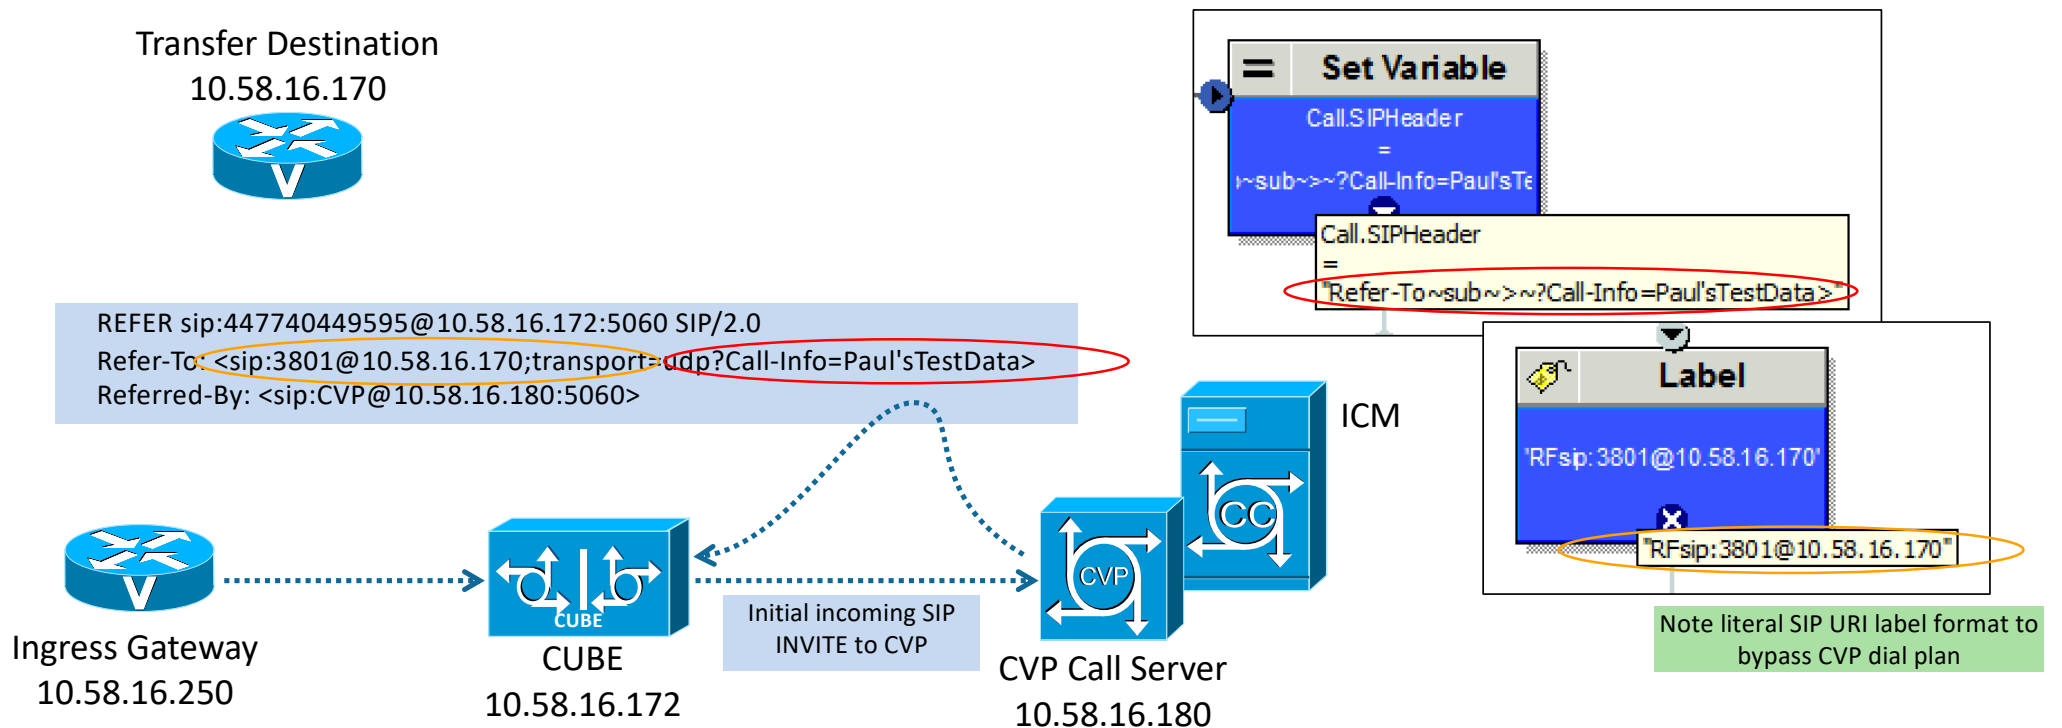 Transfer Destination
10.58.16.170
V
= Set Variable
Call.SIPHeader
=
~sub~>~?Call-Info=Paul'sTe
Call.SIPHeader
=
"Refer-To~sub~>~?Call-Info=Paul'sTestData>"
REFER sip:447740449595@10.58.16.172:5060 SIP/2.0
Refer-To: <sip:3801@10.58.16.170;transport=udp?Call-Info=Paul'sTestData>
Referred-By: <sip:CVP@10.58.16.180:5060>
Label
"RFsip:3801@10.58.16.170"
"RFsip:3801@10.58.16.170"
Note literal SIP URI label format to
bypass CVP dial plan
ICM
CC
CVP
V
CUBE
Initial incoming SIP
INVITE to CVP
Ingress Gateway
10.58.16.250
CUBE
10.58.16.172
CVP Call Server
10.58.16.180